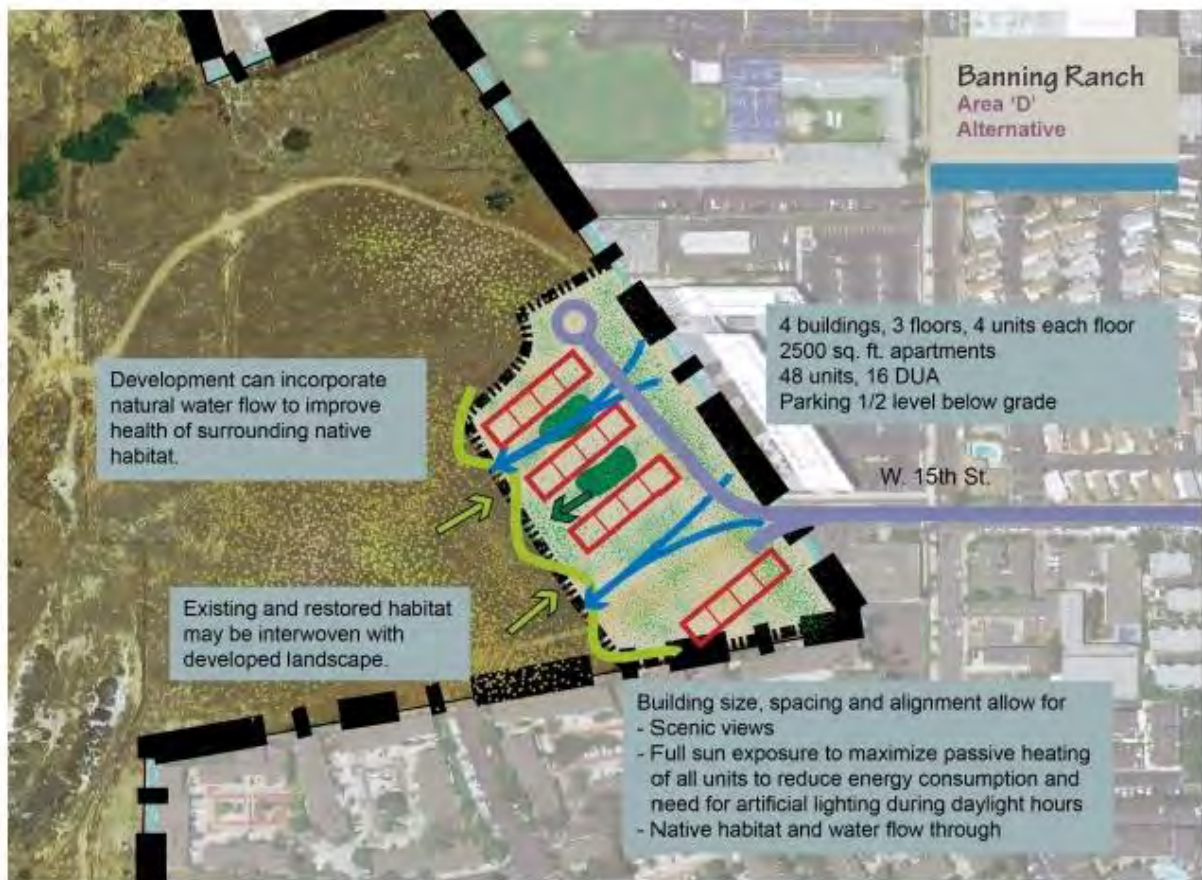 Banning Ranch
Area 'D'
Alternative
4 buildings, 3 floors, 4 units each floor
2500 sq. ft. apartments
48 units, 16 DUA
Parking 1/2 level below grade
Development can incorporate
natural water flow to improve
health of surrounding native
habitat.
W. 15th St.
Existing and restored habitat
may be interwoven with
developed landscape.
Building size, spacing and alignment allow for
- Scenic views
- Full sun exposure to maximize passive heating
of all units to reduce energy consumption and
need for artificial lighting during daylight hours
- Native habitat and water flow through